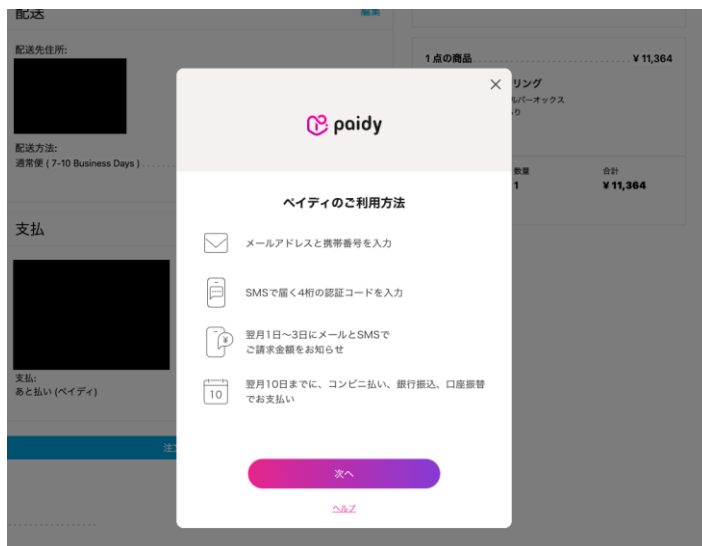 配送
編集
配送先住所:
配送方法:
通常便 ( 7-10 Business Days )
支払
支払:
あと払い (ペイディ)
1 点の商品
¥ 11,364
リング
ルバーオックス
数量
合計
1
¥ 11,364
paidy
ペイディのご利用方法
メールアドレスと携帯番号を入力
SMSで届く4桁の認証コードを入力
翌月1日〜3日にメールとSMSで
ご請求金額をお知らせ
10
翌月10日までに、コンビニ払い、銀行振込、口座振替
でお支払い
次へ
ヘルプ